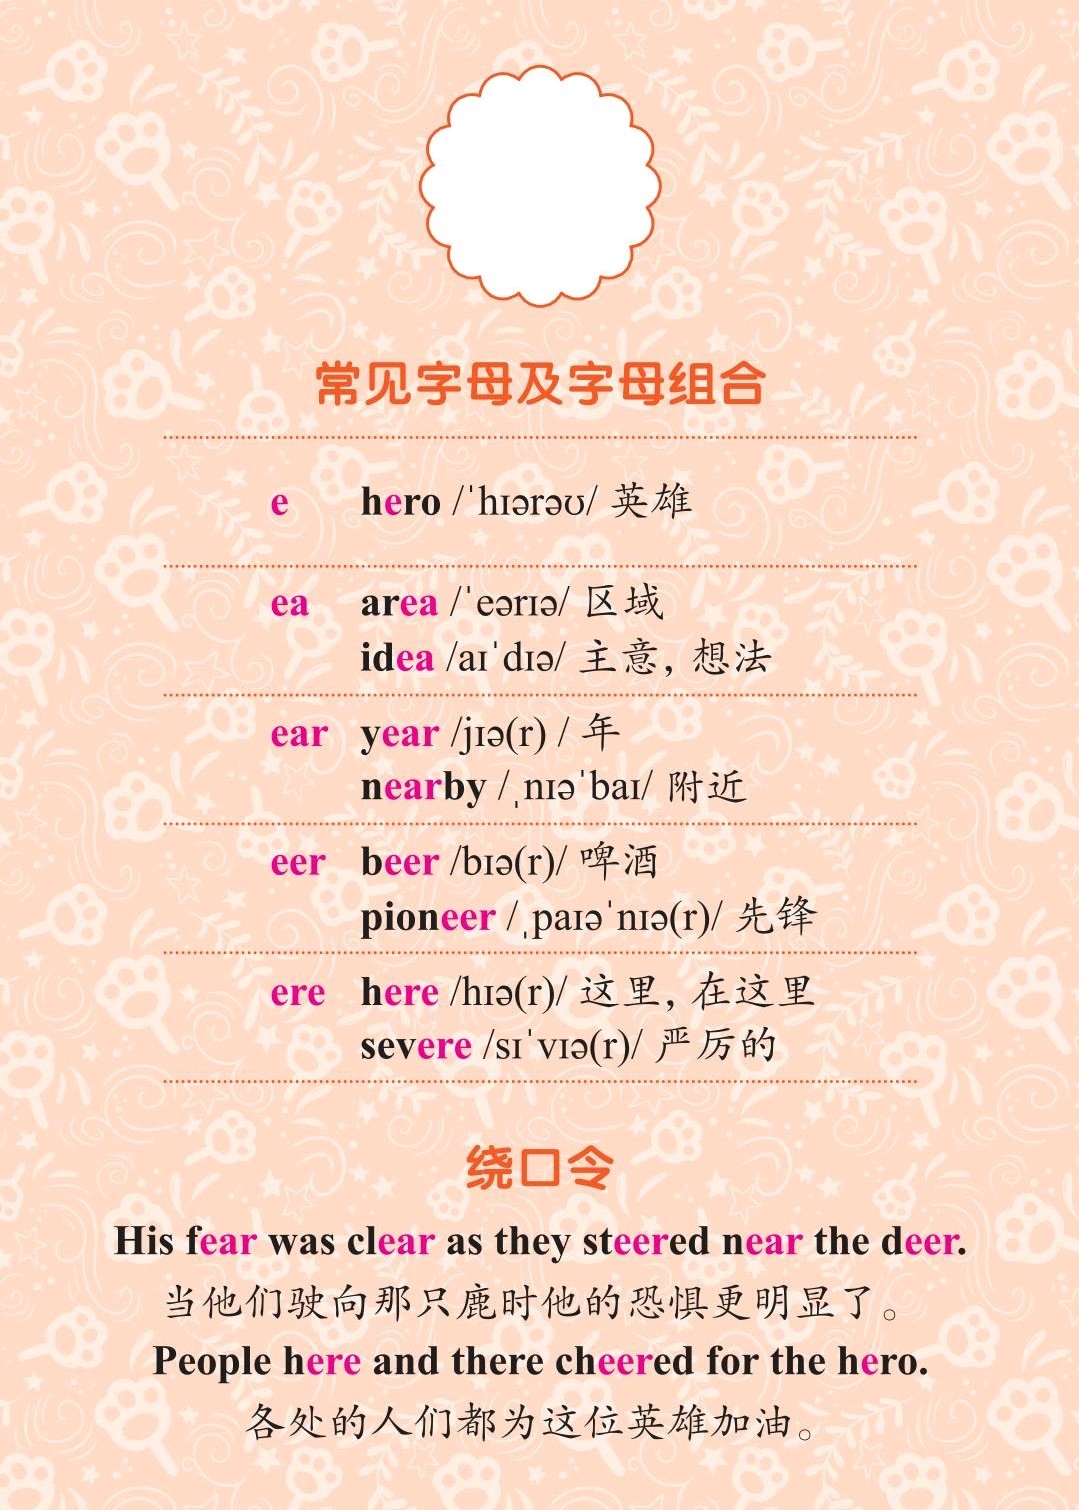 常见字母及字母组合
e hero /ˈhɪərəʊ/ 英雄
ea area /ˈeərɪə/ 区域
idea /aɪˈdɪə/ 主意, 想法
ear year /jɪə(r) / 年
nearby /ˌnɪəˈbaɪ/ 附近
eer beer /bɪə(r)/ 啤酒
pioneer /ˌpaɪəˈnɪə(r)/ 先锋
ere here /hɪə(r)/ 这里, 在这里
severe /sɪˈvɪə(r)/ 严厉的
绕口令
His fear was clear as they steered near the deer.
当他们驶向那只鹿时他的恐惧更明显了。
People here and there cheered for the hero.
各处的人们都为这位英雄加油。